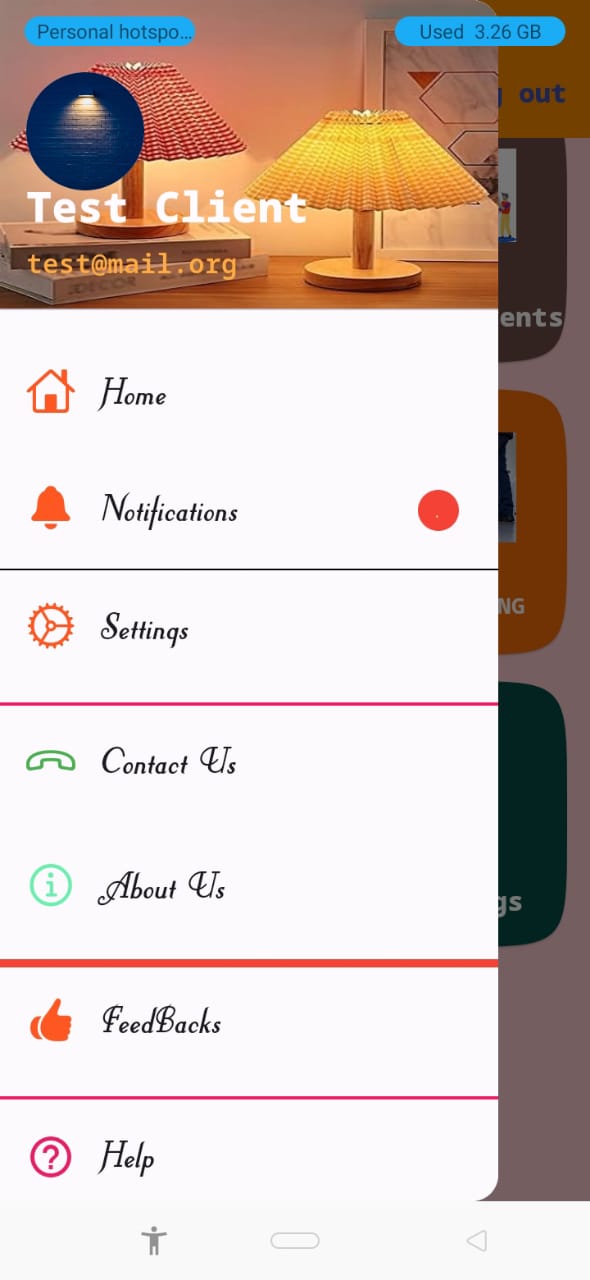 Personal hotspo...
Used 3.26 GB
out
Test Client
test@mail.org
DECOR
ents
Home
Notifications
.
NG
Settings
Contact Us
About Us
gs
FeedBacks
Help